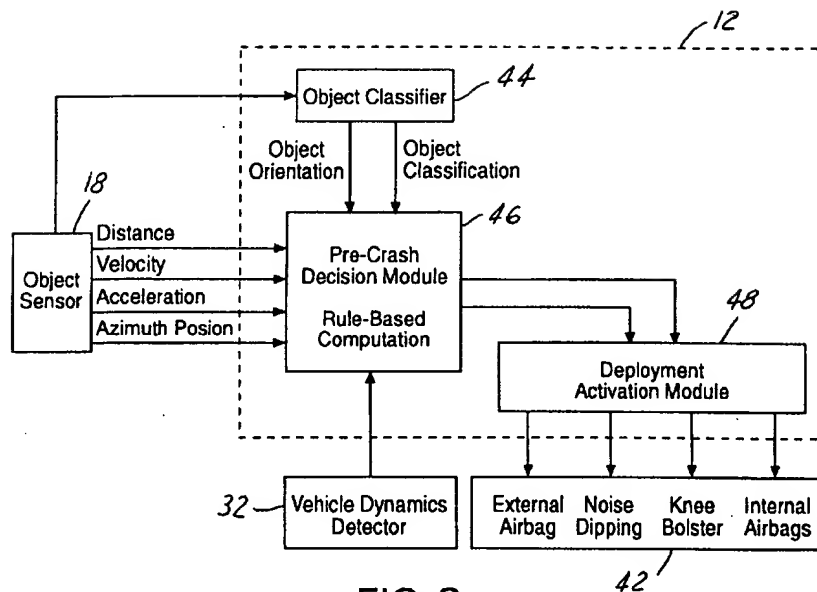 12
Object Classifier
44
Object
Orientation
Object
Classification
18
Object
Sensor
Distance
Velocity
Acceleration
Azimuth Posion
46
Pre-Crash
Decision Module
Rule-Based
Computation
48
Deployment
Activation Module
32
Vehicle Dynamics
Detector
External
Airbag
Noise
Dipping
Knee
Bolster
Internal
Airbags
42